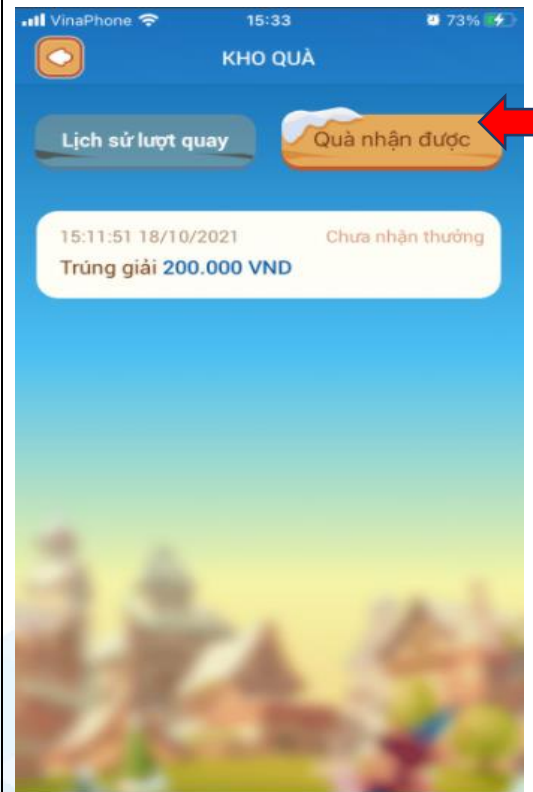 VinaPhone 15:33 73%
KHO QUÀ
Lịch sử lượt quay Quà nhận được
15:11:51 18/10/2021 Chưa nhận thưởng
Trúng giải 200.000 VND